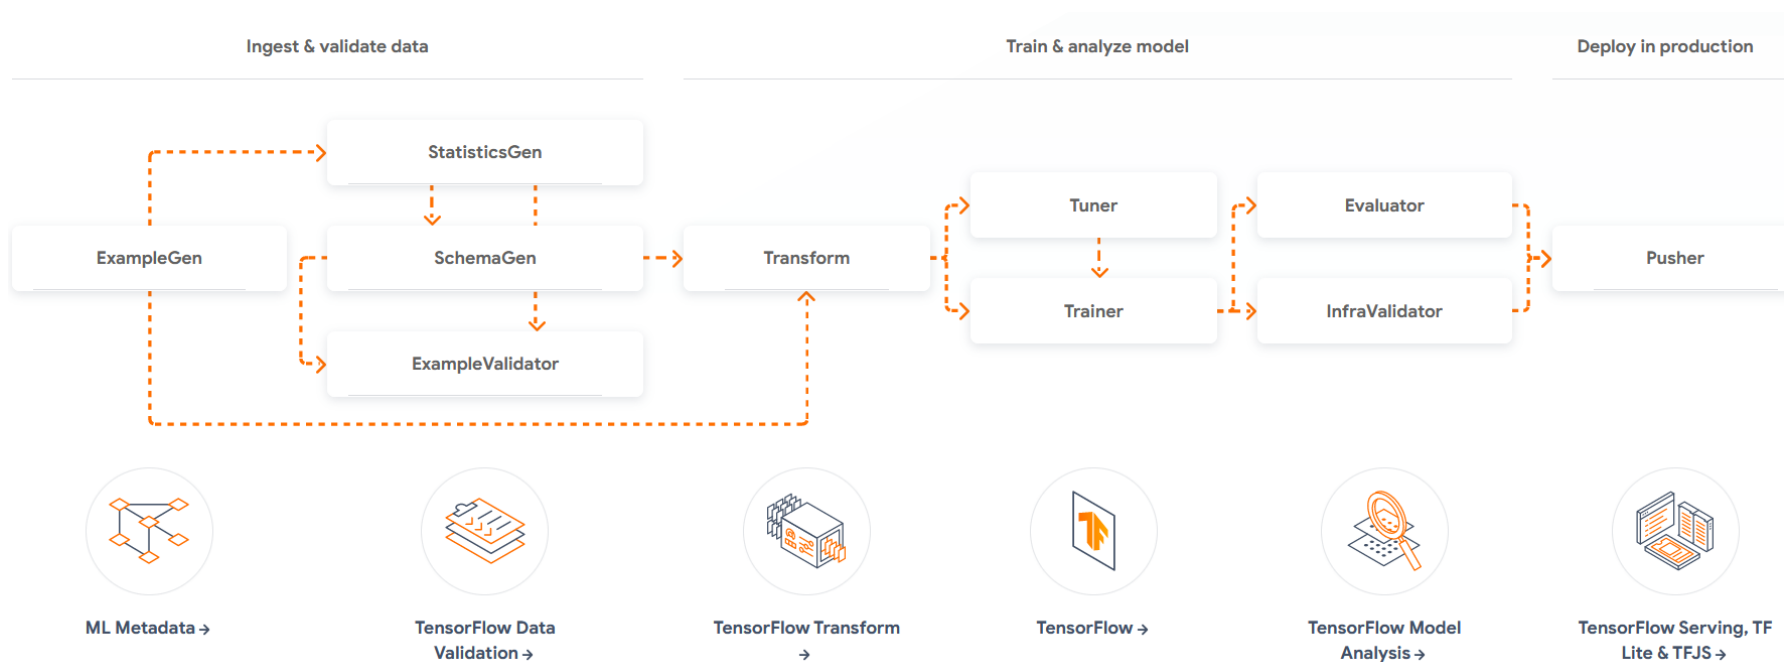 Ingest & validate data
Train & analyze model
Deploy in production
StatisticsGen
ExampleGen
SchemaGen
ExampleValidator
Transform
Tuner
Trainer
Evaluator
InfraValidator
Pusher
ML Metadata →
TensorFlow Data
Validation →
TensorFlow Transform
→
TensorFlow →
TensorFlow Model
Analysis →
TensorFlow Serving, TF
Lite & TFJS →